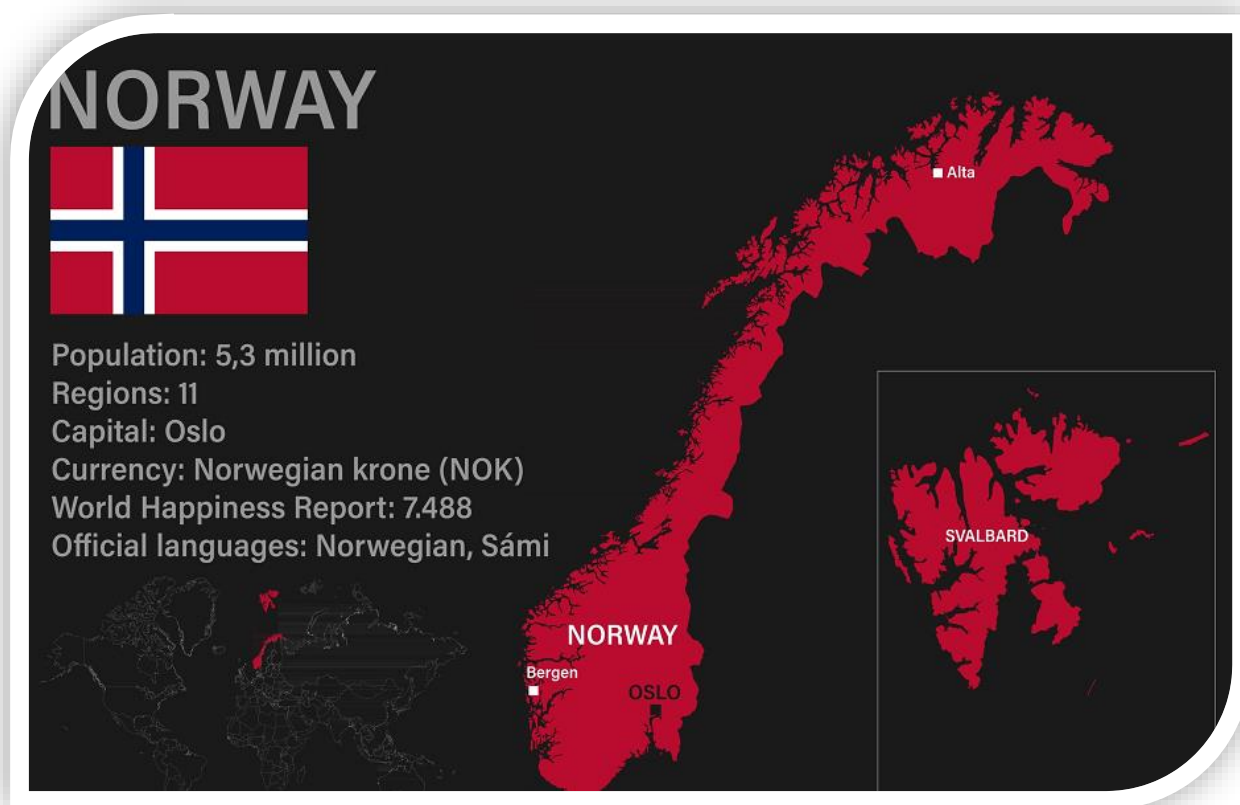 NORWAY
Population: 5,3 million
Regions: 11
Capital: Oslo
Currency: Norwegian krone (NOK)
World Happiness Report: 7.488
Official languages: Norwegian, Sámi
Alta
SVALBARD
NORWAY
Bergen
OSLO